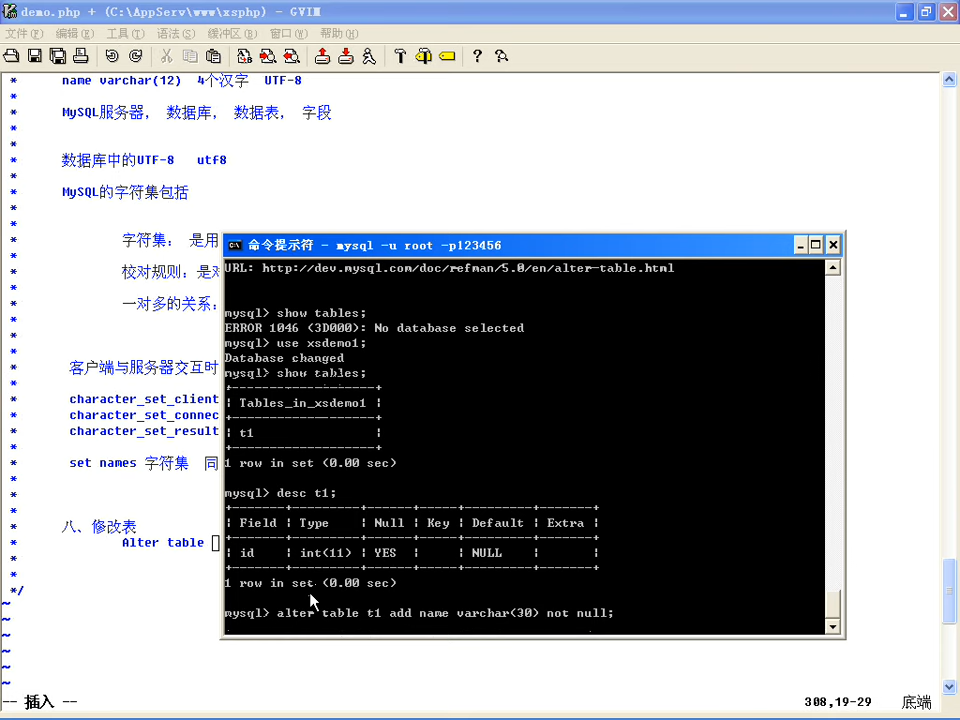 demo.php + (C:\AppServ\www\xsphp) - GVIM
文件(F) 编辑(E) 工具(T) 语法(S) 缓冲区(B) 窗口(W) 帮助(H)
* name varchar(12) 4个汉字 UTF-8
*
* MySQL服务器， 数据库， 数据表， 字段
*
*
* 数据库中的UTF-8 utf8
*
* MySQL的字符集包括
*
*
* 字符集： 是用
*
* 校对规则：是对
*
* 一对多的关系：
*
*
*
* 客户端与服务器交互时
*
* character_set_client
* character_set_connec
* character_set_result
*
* set names 字符集 同
*
*
*
* 八、修改表
* Alter table
*
*
*/
~
~
~
~
~
~
-- 插入 --
308,19-29 底端
命令提示符 - mysql -u root -p123456
URL: http://dev.mysql.com/doc/refman/5.0/en/alter-table.html
mysql> show tables;
ERROR 1046 (3D000): No database selected
mysql> use xsdemo1;
Database changed
mysql> show tables;
+-------------------+
| Tables_in_xsdemo1 |
+-------------------+
| t1                |
+-------------------+
1 row in set (0.00 sec)
mysql> desc t1;
+-------+---------+------+-----+---------+-------+
| Field | Type    | Null | Key | Default | Extra |
+-------+---------+------+-----+---------+-------+
| id    | int(11) | YES  |     | NULL    |       |
+-------+---------+------+-----+---------+-------+
1 row in set (0.00 sec)
mysql> alter table t1 add name varchar(30) not null;